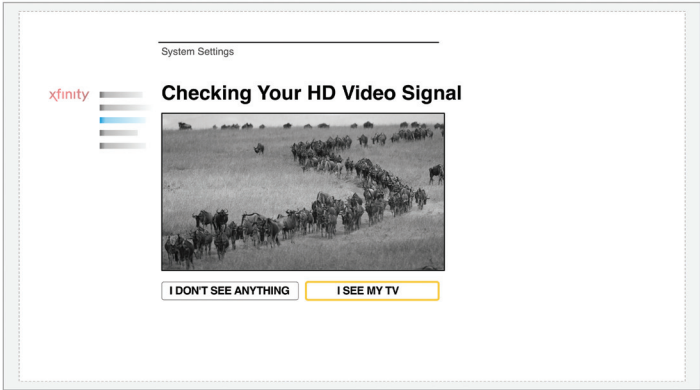 System Settings
xfinity
Checking Your HD Video Signal
I DON'T SEE ANYTHING
I SEE MY TV